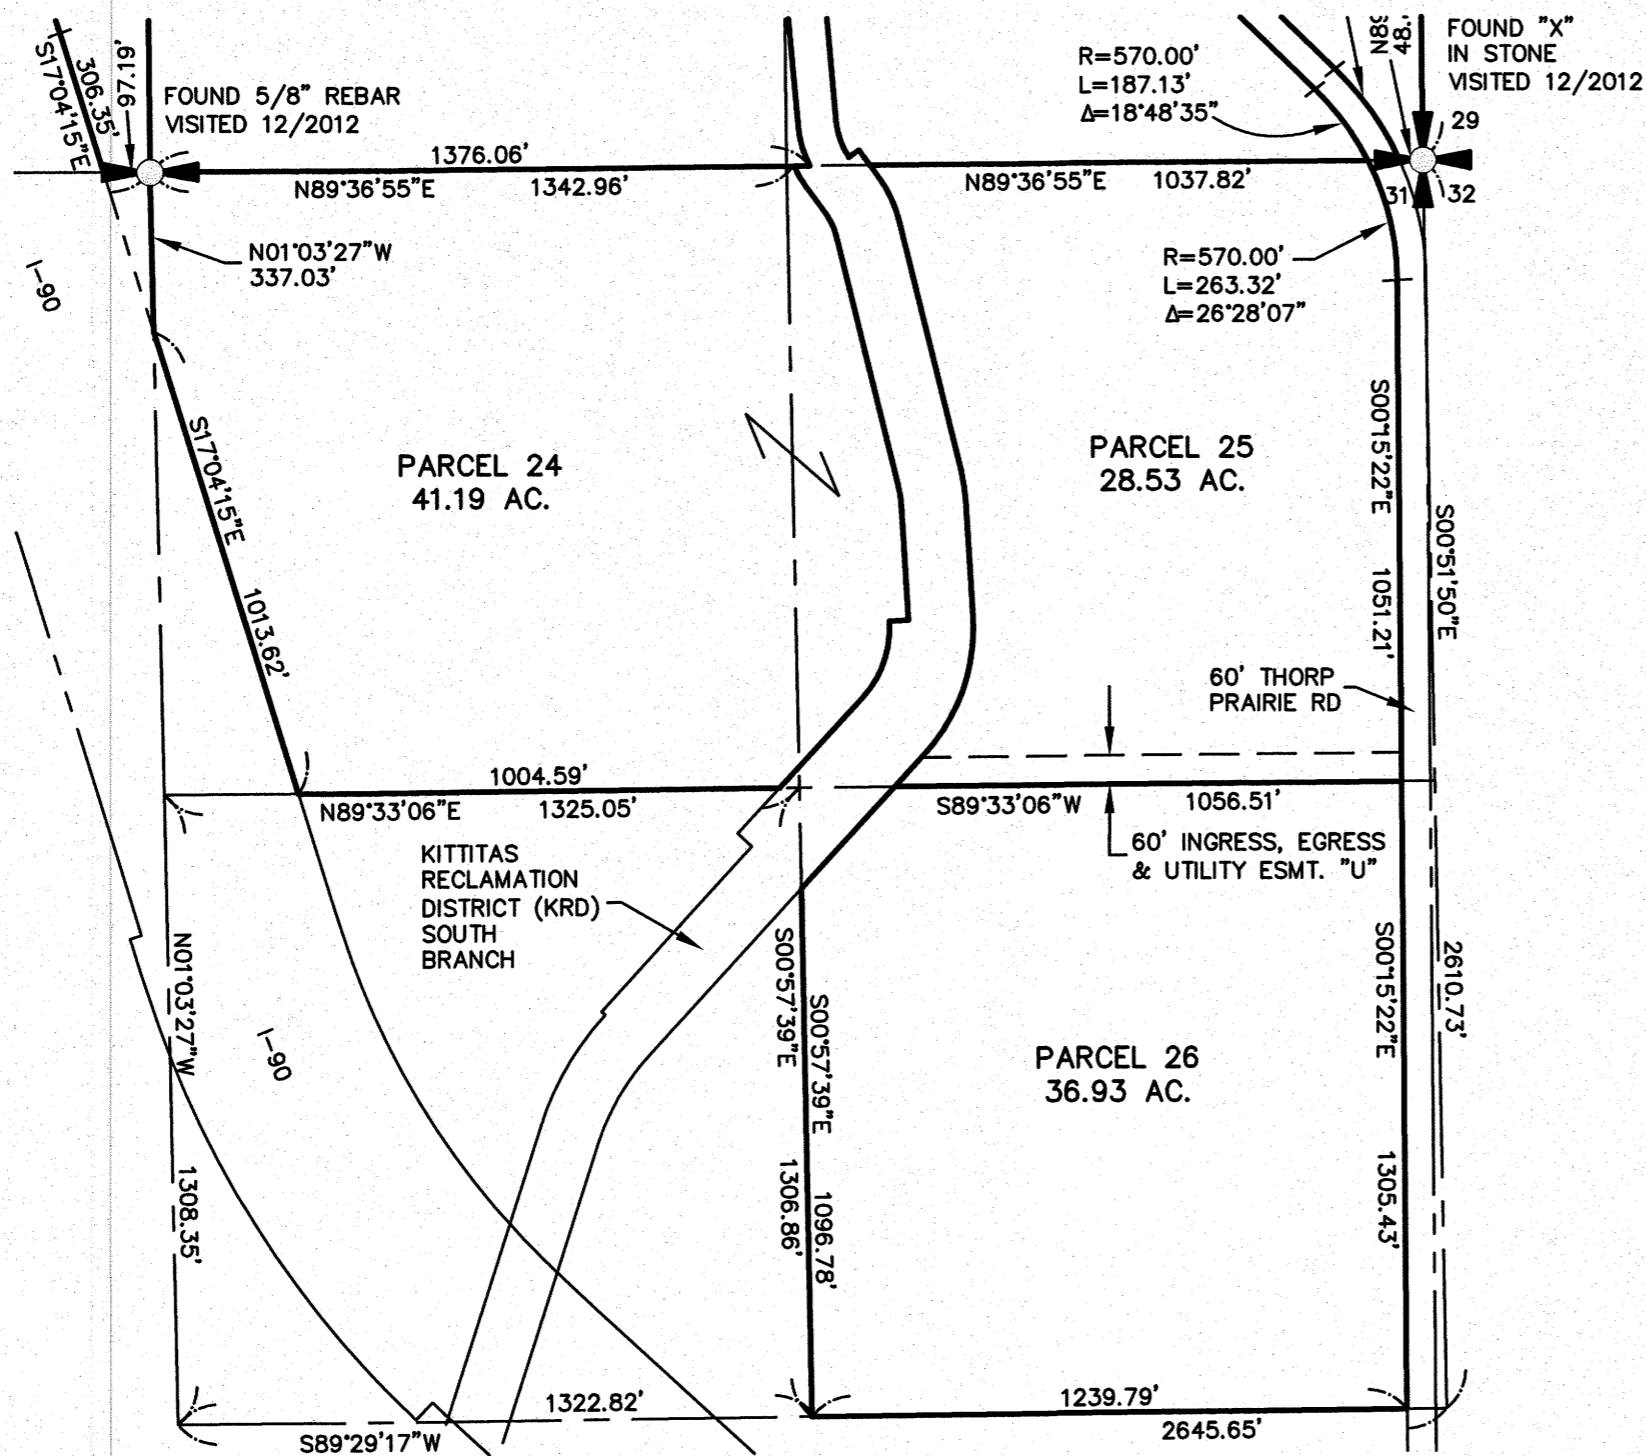 S17°04'15"E
306.35'
97.19'
FOUND 5/8" REBAR
VISITED 12/2012
R=570.00'
L=187.13'
Δ=18°48'35"
48.
FOUND "X"
IN STONE
VISITED 12/2012
29
31
32
1376.06'
N89°36'55"E
1342.96'
N89°36'55"E
1037.82'
N01°03'27"W
337.03'
I-90
R=570.00'
L=263.32'
Δ=26°28'07"
S17°04'15"E
1013.62'
PARCEL 24
41.19 AC.
PARCEL 25
28.53 AC.
S00°15'22"E
1051.21'
S00°51'50"E
60' THORP
PRAIRIE RD
1004.59'
N89°33'06"E
1325.05'
S89°33'06"W
1056.51'
60' INGRESS, EGRESS
& UTILITY ESMT. "U"
KITTITAS
RECLAMATION
DISTRICT (KRD)
SOUTH
BRANCH
N01°03'27"W
1308.35'
I-90
S00°57'39"E
1306.86'
S00°57'39"E
1096.78'
PARCEL 26
36.93 AC.
S00°15'22"E
1305.43'
2610.73'
1322.82'
S89°29'17"W
1239.79'
2645.65'